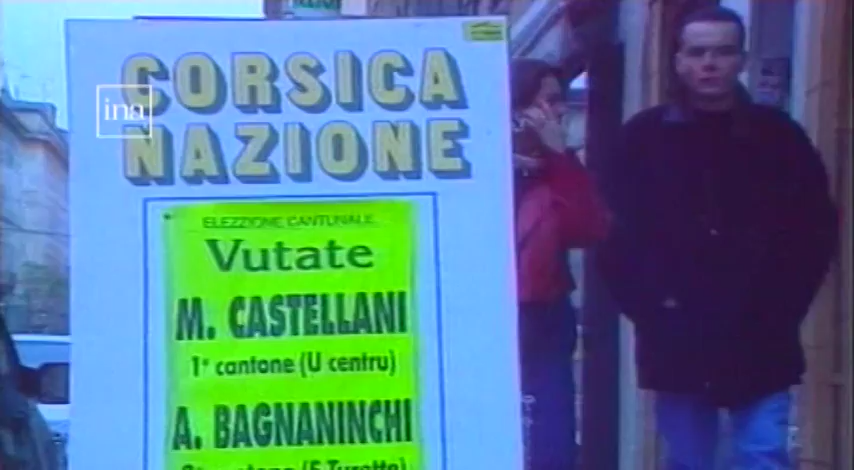 CORSICA
ina
NAZIONE
ELEZZIONE CANTUNALE
Vutate
M. CASTELLANI
1° cantone (U centru)
A. BAGNANINCHI